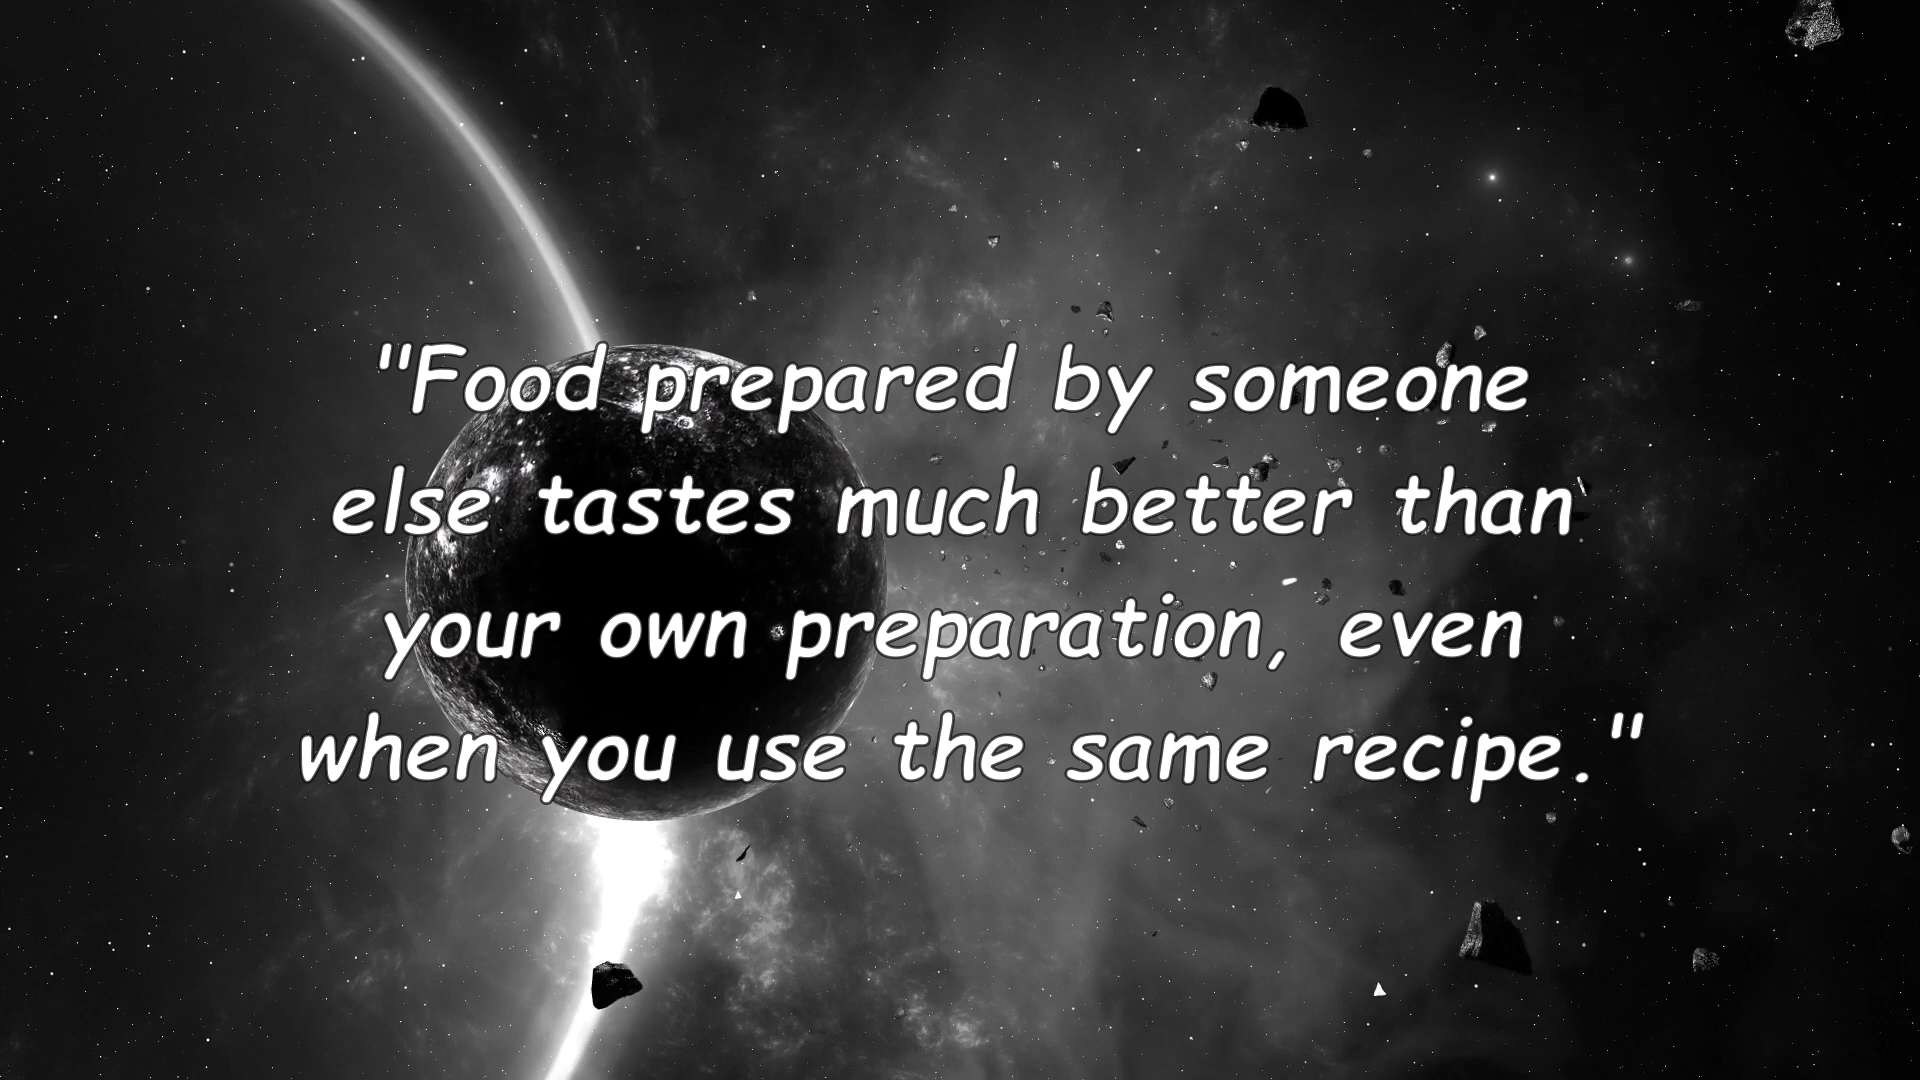 "Food prepared by someone
else tastes much better than
your own preparation, even
when you use the same recipe."